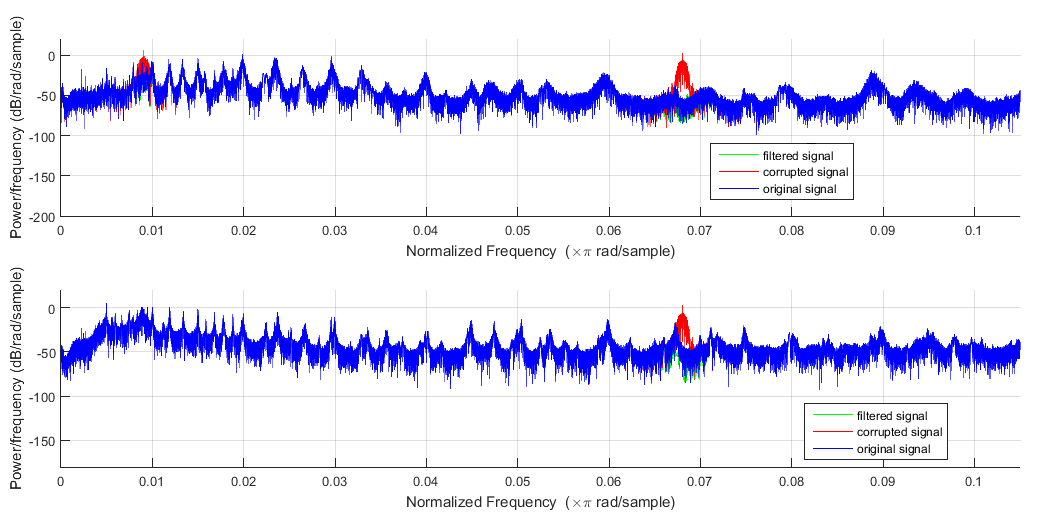 Power/frequency (dB/rad/sample)
0
-50
-100
-150
-200
filtered signal
corrupted signal
original signal
0 0.01 0.02 0.03 0.04 0.05 0.06 0.07 0.08 0.09 0.1
Normalized Frequency (×π rad/sample)
Power/frequency (dB/rad/sample)
0
-50
-100
-150
filtered signal
corrupted signal
original signal
0 0.01 0.02 0.03 0.04 0.05 0.06 0.07 0.08 0.09 0.1
Normalized Frequency (×π rad/sample)